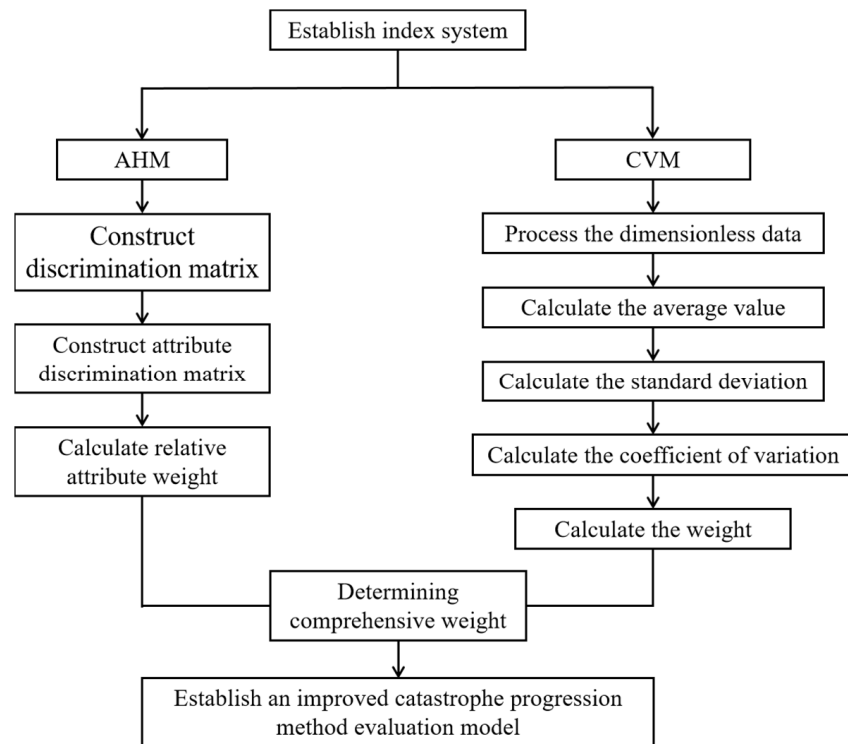 Establish index system
AHM
CVM
Construct
discrimination matrix
Process the dimensionless data
Calculate the average value
Construct attribute
discrimination matrix
Calculate the standard deviation
Calculate relative
attribute weight
Calculate the coefficient of variation
Calculate the weight
Determining
comprehensive weight
Establish an improved catastrophe progression
method evaluation model